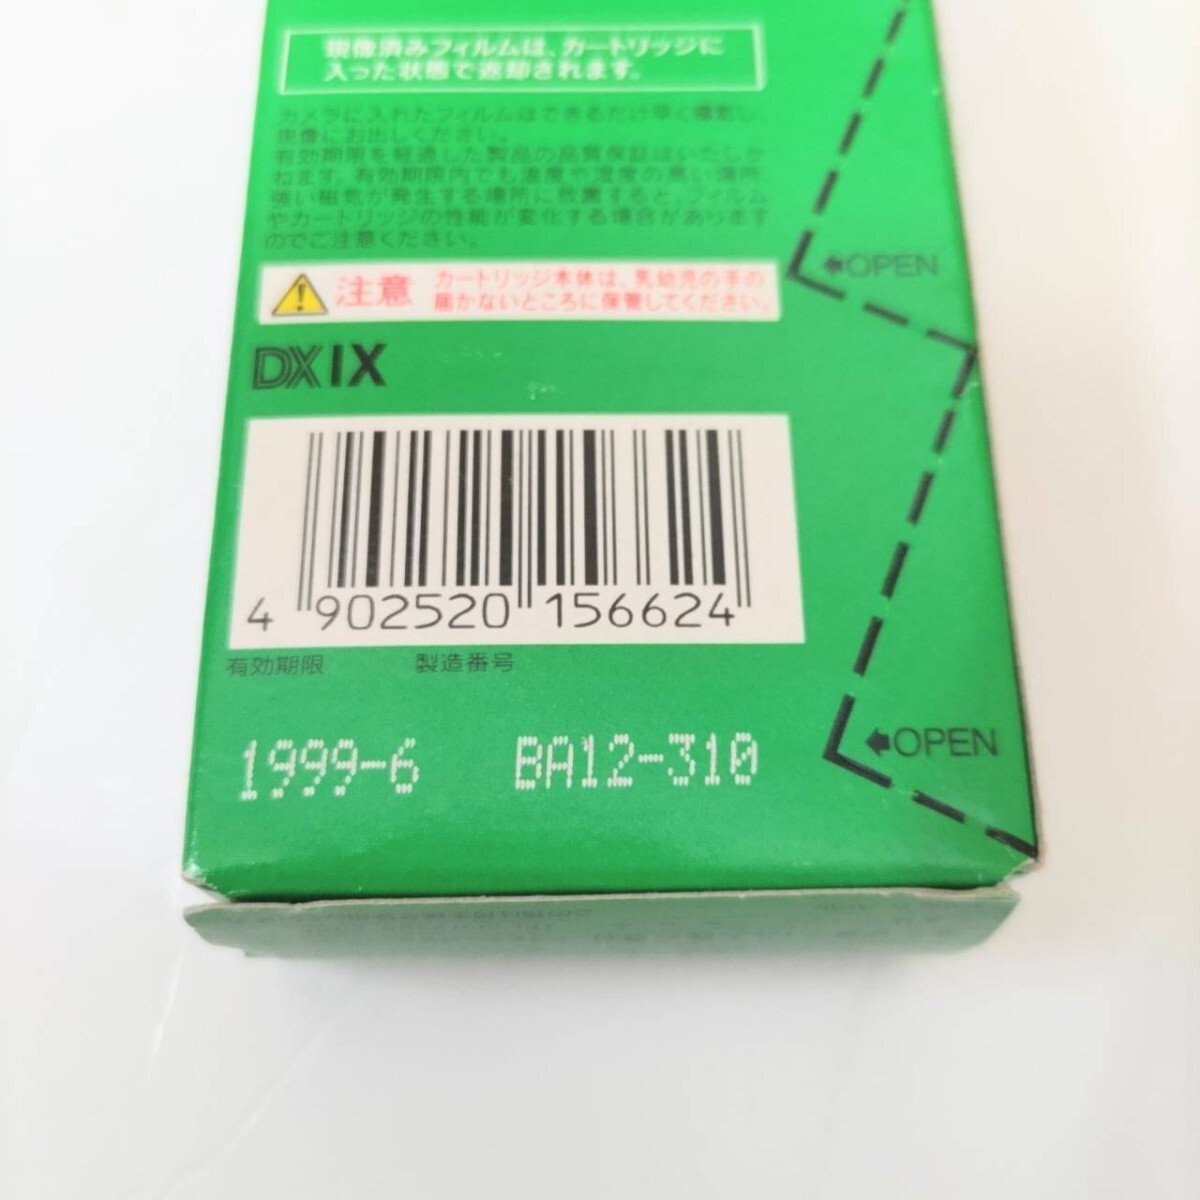 現像済みフィルムは、カートリッジに
入った状態で返却されます。
カメラに入れたフィルムはできるだけ早く撮影し、
現像にお出しください。
有効期限を経過した製品の品質保証はいたしか
ねます。有効期限内でも温度や湿度の高い場所、
強い磁気が発生する場所に放置すると、フィルム
やカートリッジの性能が変化する場合があります
のでご注意ください。
注意 カートリッジ本体は、乳幼児の手の
届かないところに保管してください。
DX IX
4 902520 156624
有効期限 製造番号
1999-6 BA12-310
OPEN
OPEN